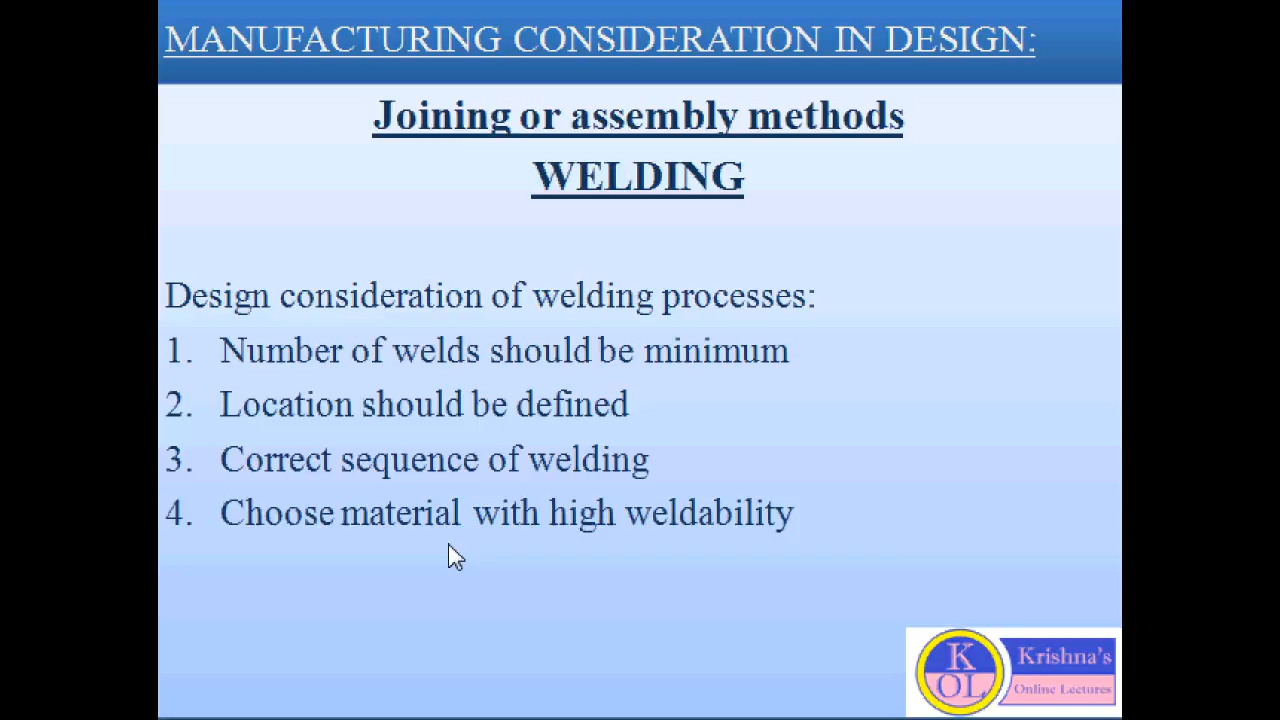 MANUFACTURING CONSIDERATION IN DESIGN:
Joining or assembly methods
WELDING
Design consideration of welding processes:
1. Number of welds should be minimum
2. Location should be defined
3. Correct sequence of welding
4. Choose material with high weldability
K
OL
Krishna's
Online Lectures